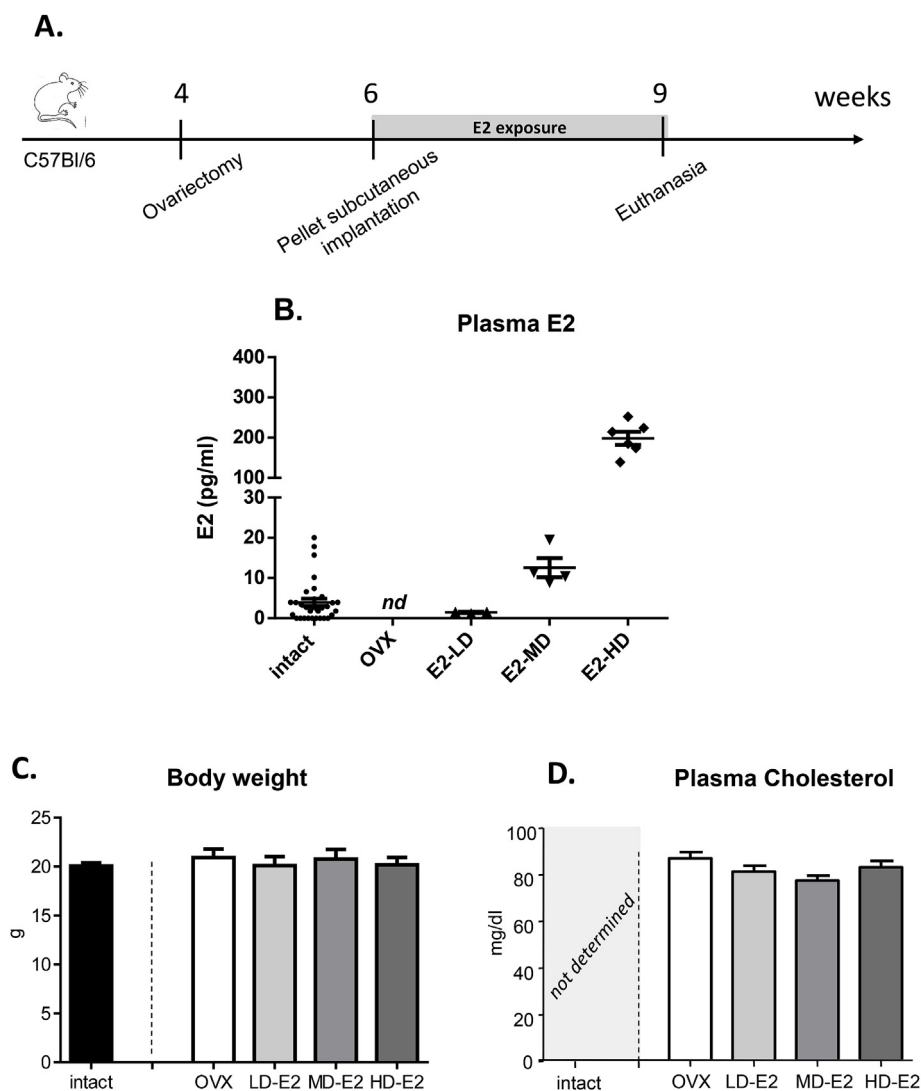 A.
4 6 9 weeks
E2 exposure
C57Bl/6
Ovariectomy
Pellet subcutaneous
implantation
Euthanasia
B.
Plasma E2
E2 (pg/ml)
400
300
200
100
30
20
10
0
nd
intact OVX E2-LD E2-MD E2-HD
C.
Body weight
g
25
20
15
10
5
0
intact OVX LD-E2 MD-E2 HD-E2
D.
Plasma Cholesterol
mg/dl
100
80
60
40
20
0
not determined
intact OVX LD-E2 MD-E2 HD-E2